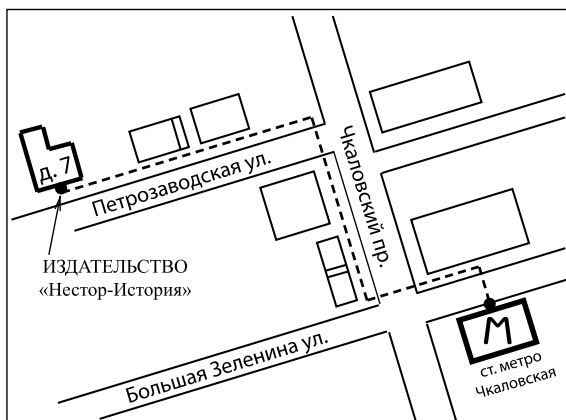 Чкаловский пр.
д. 7
Петрозаводская ул.
ИЗДАТЕЛЬСТВО
«Нестор-История»
М
ст. метро
Чкаловская
Большая Зеленина ул.